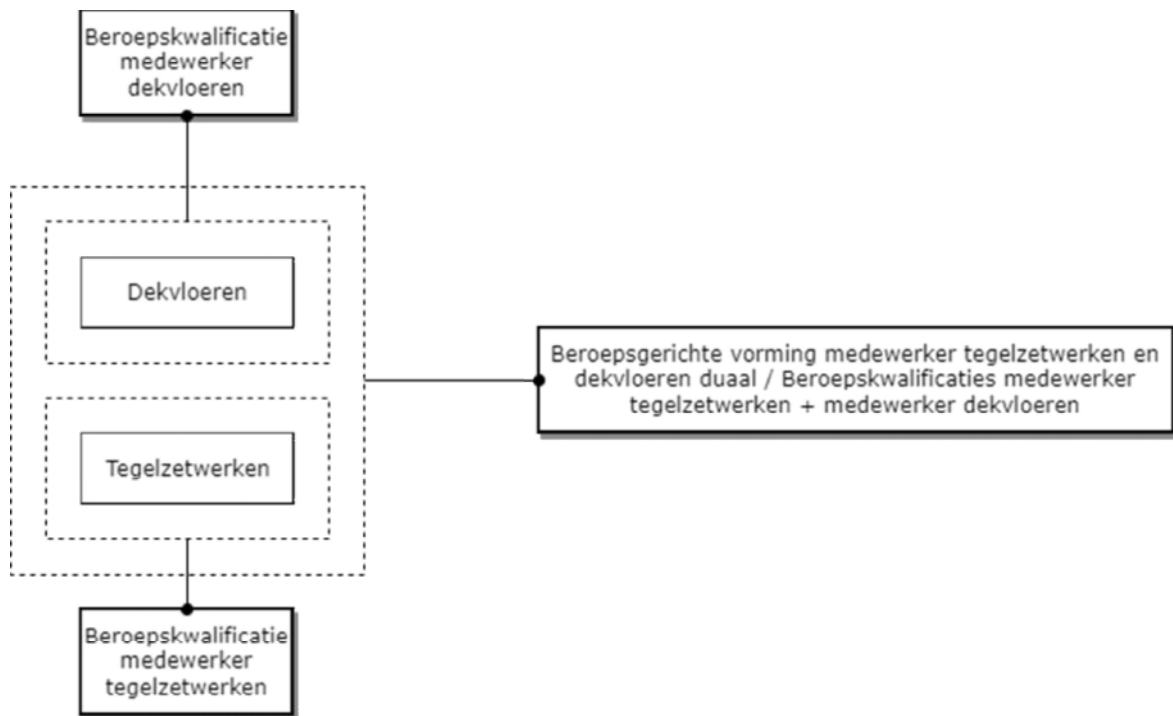 Beroepskwalificatie
medewerker
dekvloeren
Dekvloeren
Beroepsgerichte vorming medewerker tegelzetwerken en
dekvloeren duaal / Beroepskwalificaties medewerker
tegelzetwerken + medewerker dekvloeren
Tegelzetwerken
Beroepskwalificatie
medewerker
tegelzetwerken